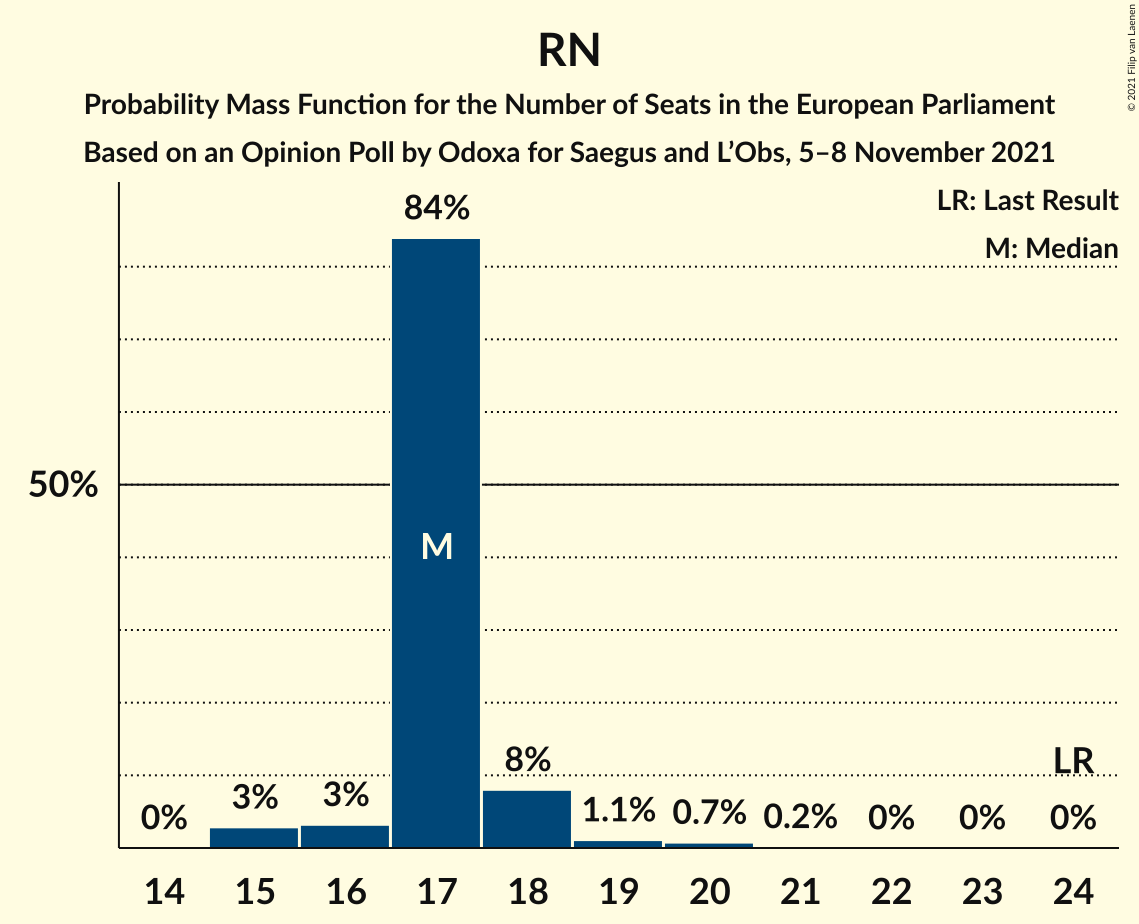 RN
Probability Mass Function for the Number of Seats in the European Parliament
Based on an Opinion Poll by Odoxa for Saegus and L’Obs, 5–8 November 2021
© 2021 Filip van Laenen
LR: Last Result
M: Median
84%
50%
M
8%
LR
3%
3%
1.1%
0.7%
0.2%
0%
0%
0%
0%
14 15 16 17 18 19 20 21 22 23 24